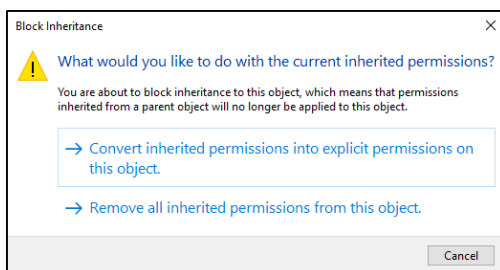 Block Inheritance
What would you like to do with the current inherited permissions?
You are about to block inheritance to this object, which means that permissions
inherited from a parent object will no longer be applied to this object.
→ Convert inherited permissions into explicit permissions on
this object.
→ Remove all inherited permissions from this object.
Cancel